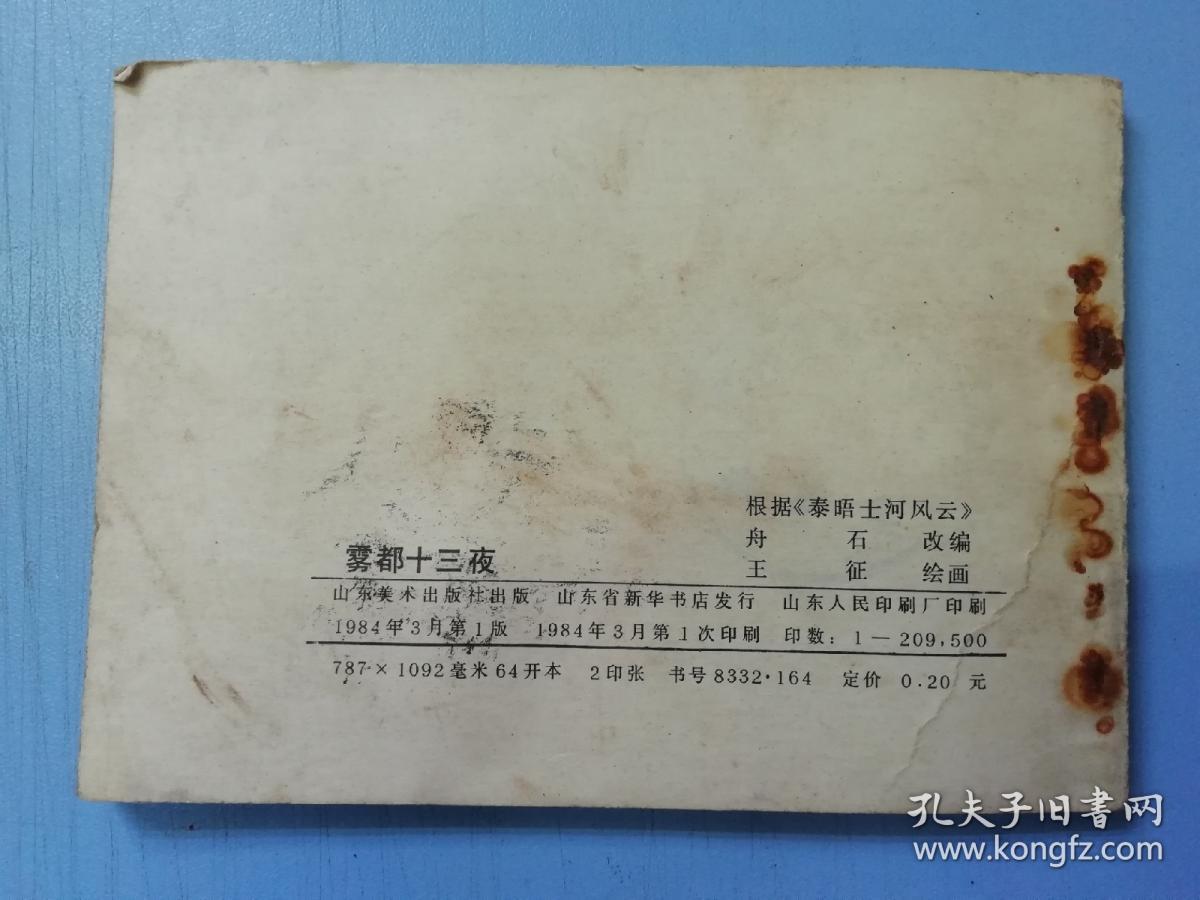 根据《泰晤士河风云》
舟 石 改编
雾都十三夜 王 征 绘画
山东美术出版社出版 山东省新华书店发行 山东人民印刷厂印刷
1984年3月第1版 1984年3月第1次印刷 印数：1—209,500
787×1092毫米64开本 2印张 书号8332·164 定价 0.20 元
孔夫子旧书网
www.kongfz.com